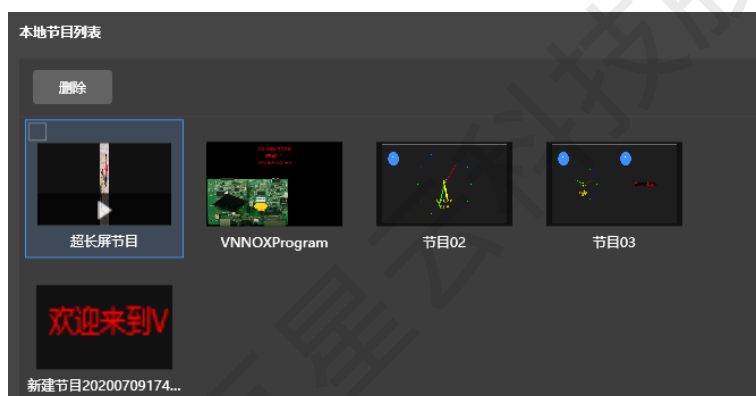 本地节目列表
删除
超长屏节目
VNNOXProgram
节目02
节目03
欢迎来到V
新建节目20200709174...